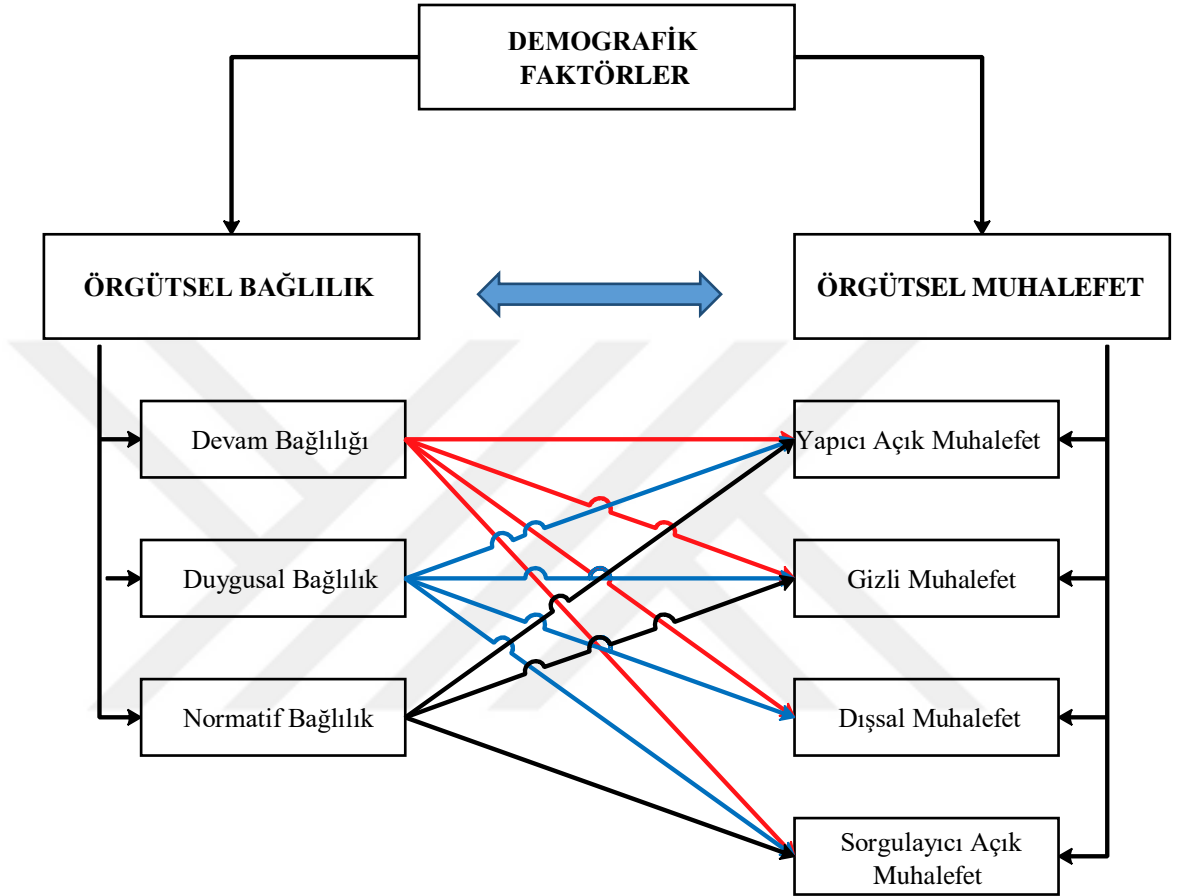 DEMOGRAFİK
FAKTÖRLER
ÖRGÜTSEL BAĞLILIK
ÖRGÜTSEL MUHALEFET
Devam Bağlılığı
Yapıcı Açık Muhalefet
Duygusal Bağlılık
Gizli Muhalefet
Normatif Bağlılık
Dışsal Muhalefet
Sorgulayıcı Açık
Muhalefet